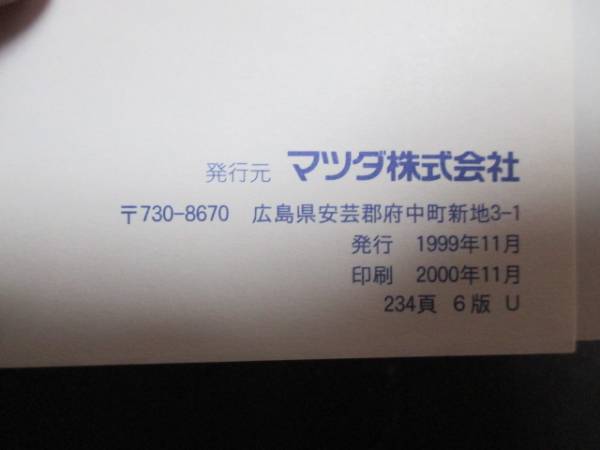 発行元 マツダ株式会社
〒730-8670 広島県安芸郡府中町新地3-1
発行 1999年11月
印刷 2000年11月
234頁 6版 U